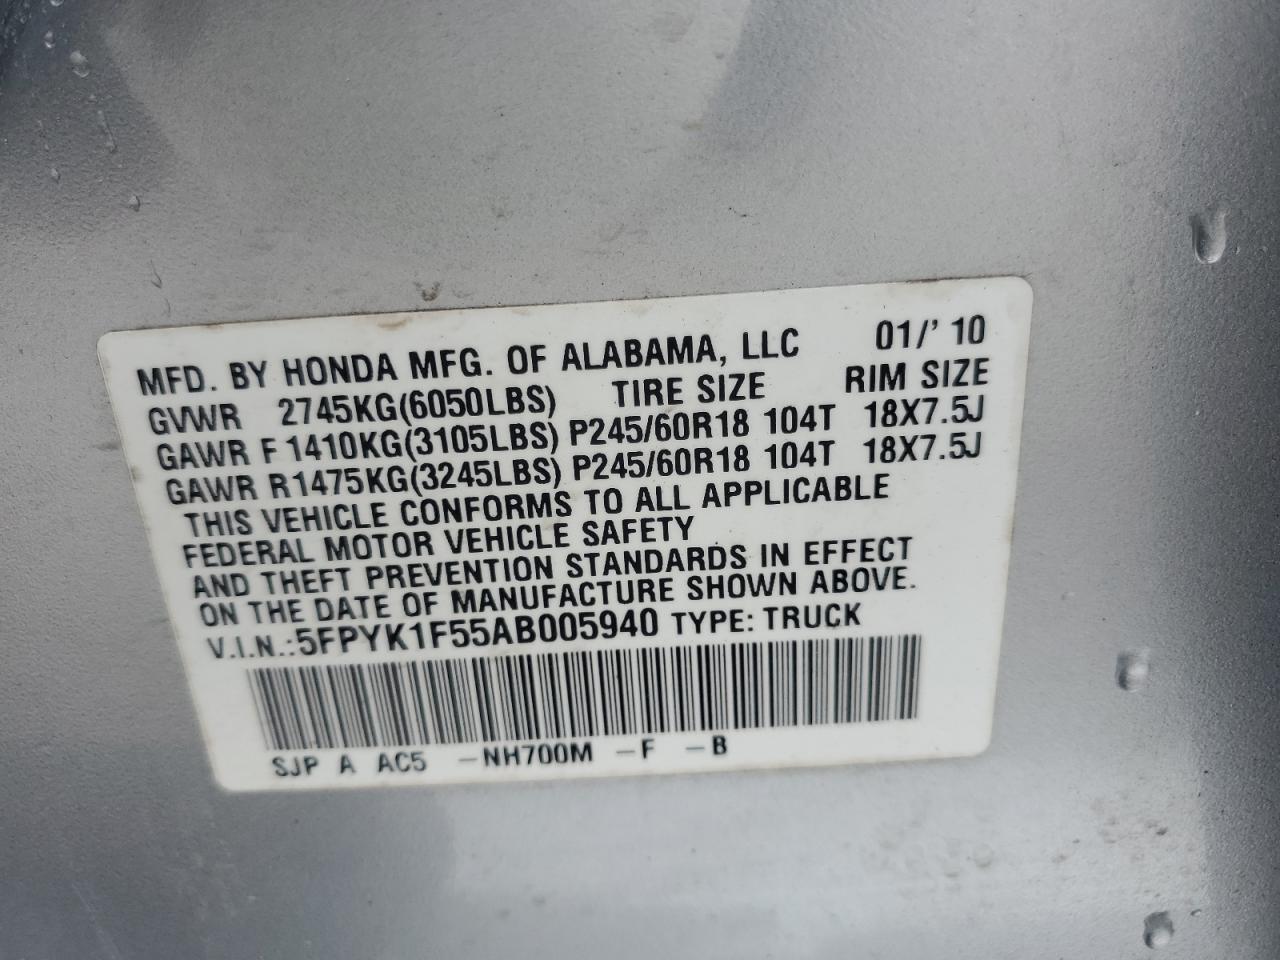 MFD. BY HONDA MFG. OF ALABAMA, LLC 01/' 10
GVWR 2745KG(6050LBS) TIRE SIZE RIM SIZE
GAWR F 1410KG(3105LBS) P245/60R18 104T 18X7.5J
GAWR R1475KG(3245LBS) P245/60R18 104T 18X7.5J
THIS VEHICLE CONFORMS TO ALL APPLICABLE
FEDERAL MOTOR VEHICLE SAFETY
AND THEFT PREVENTION STANDARDS IN EFFECT
ON THE DATE OF MANUFACTURE SHOWN ABOVE.
V.I.N.:5FPYK1F55AB005940 TYPE: TRUCK
SJP A AC5 -NH700M -F -B